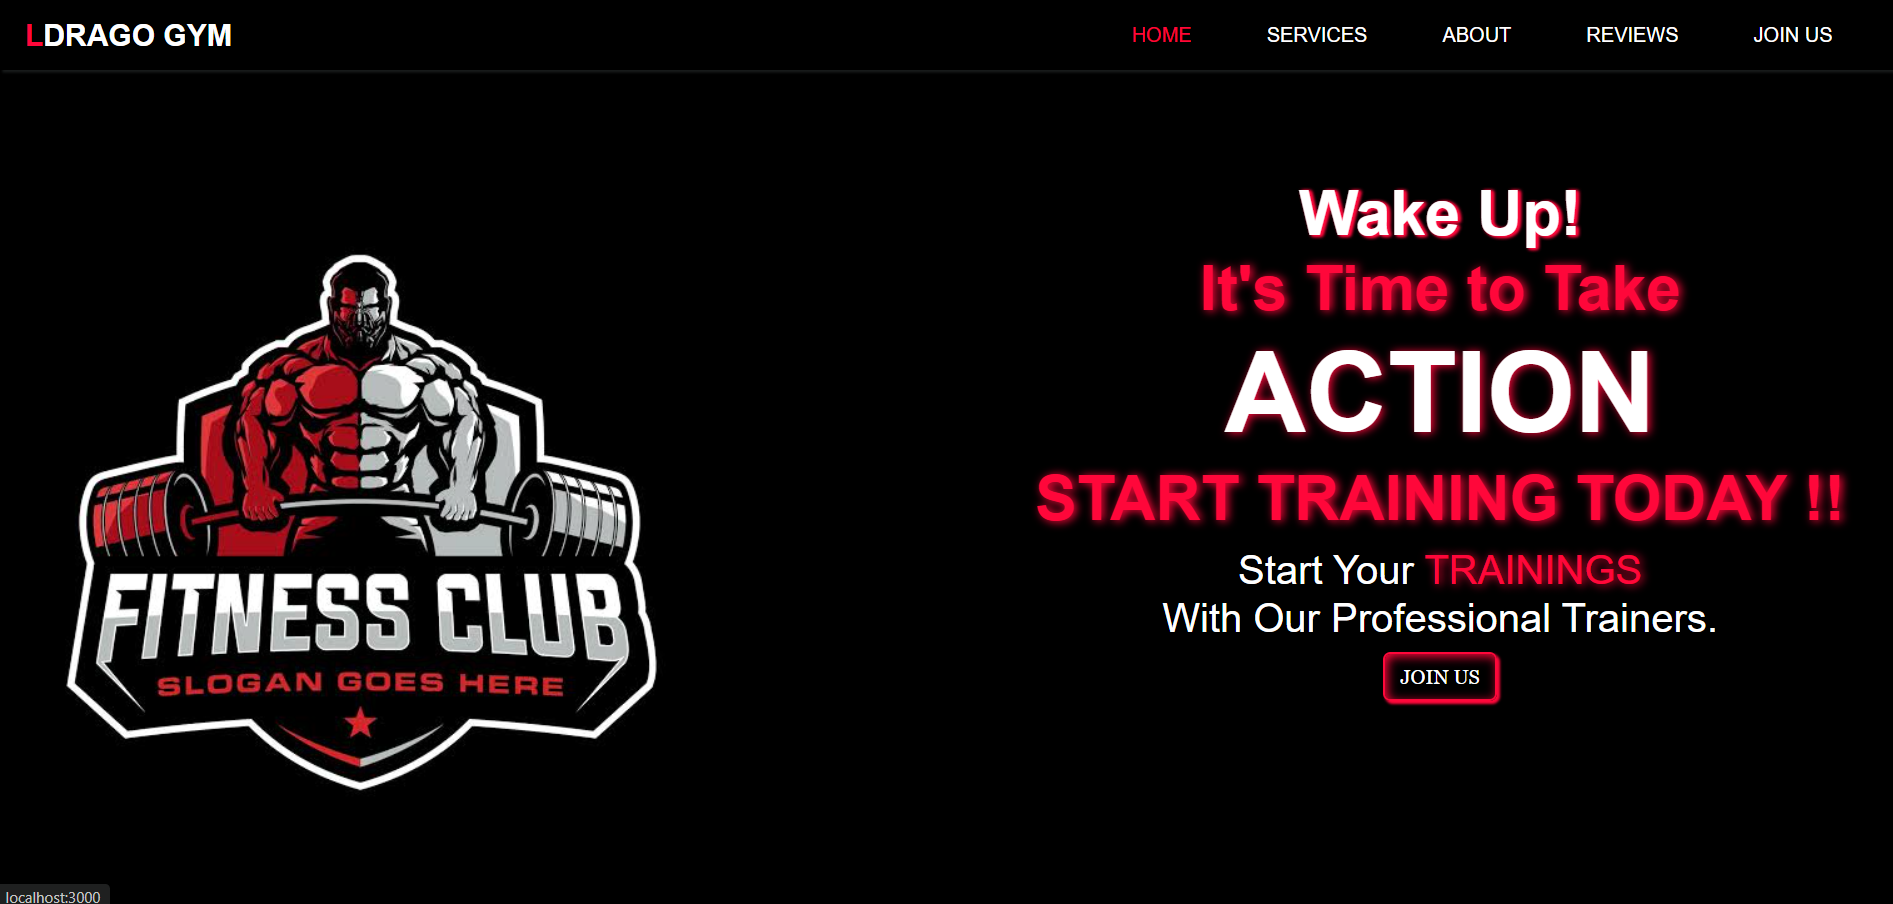 LDRAGO GYM
HOME SERVICES ABOUT REVIEWS JOIN US
Wake Up!
It's Time to Take
ACTION
START TRAINING TODAY !!
Start Your TRAININGS
With Our Professional Trainers.
JOIN US
FITNESS CLUB
SLOGAN GOES HERE
localhost:3000